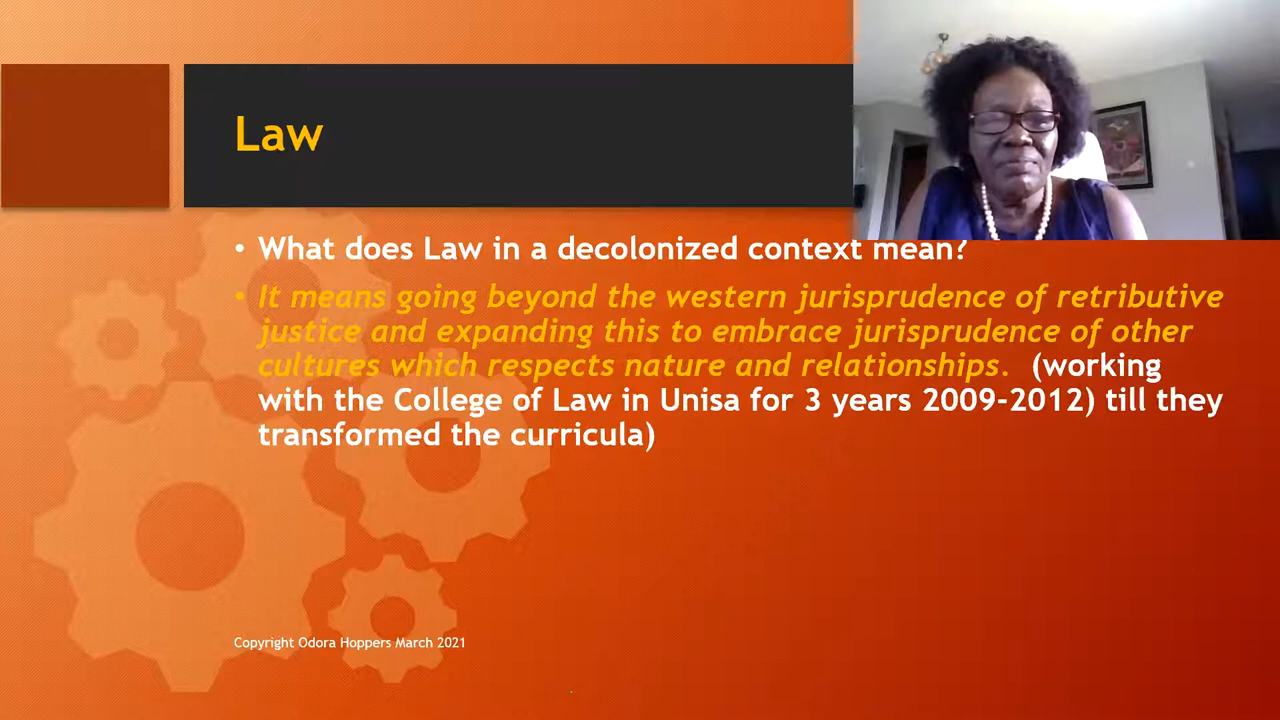 Law
• What does Law in a decolonized context mean?
• It means going beyond the western jurisprudence of retributive
justice and expanding this to embrace jurisprudence of other
cultures which respects nature and relationships. (working
with the College of Law in Unisa for 3 years 2009-2012) till they
transformed the curricula)
Copyright Odora Hoppers March 2021